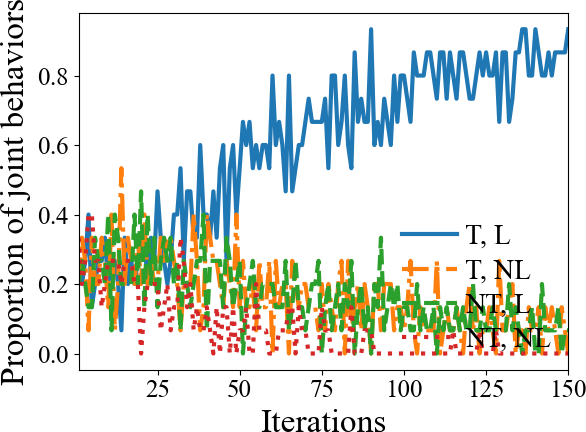 Proportion of joint behaviors
0.8
0.6
0.4
0.2
0.0
T, L
T, NL
NT, L
NT, NL
25 50 75 100 125 150
Iterations